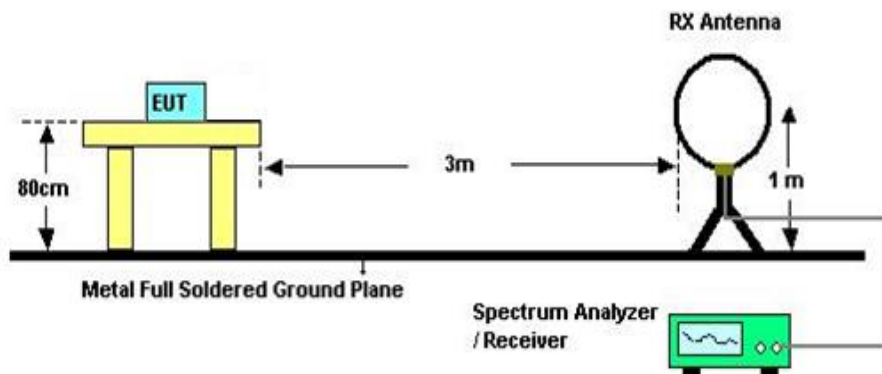 RX Antenna
EUT
80cm
3m
1 m
Metal Full Soldered Ground Plane
Spectrum Analyzer
/ Receiver